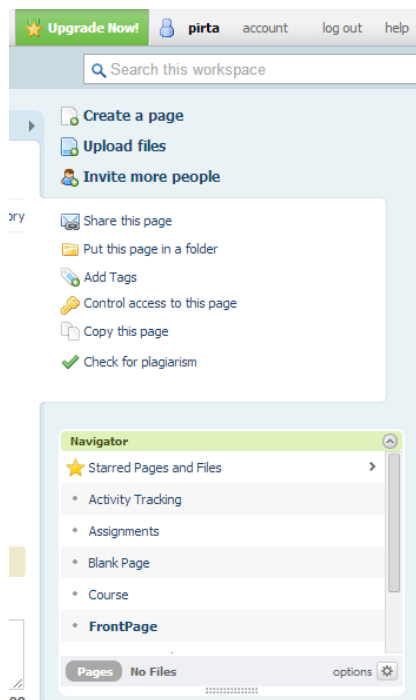 Upgrade Now! pirta account log out help
Search this workspace
Create a page
Upload files
Invite more people
ory
Share this page
Put this page in a folder
Add Tags
Control access to this page
Copy this page
Check for plagiarism
Navigator
Starred Pages and Files
Activity Tracking
Assignments
Blank Page
Course
FrontPage
Pages No Files options